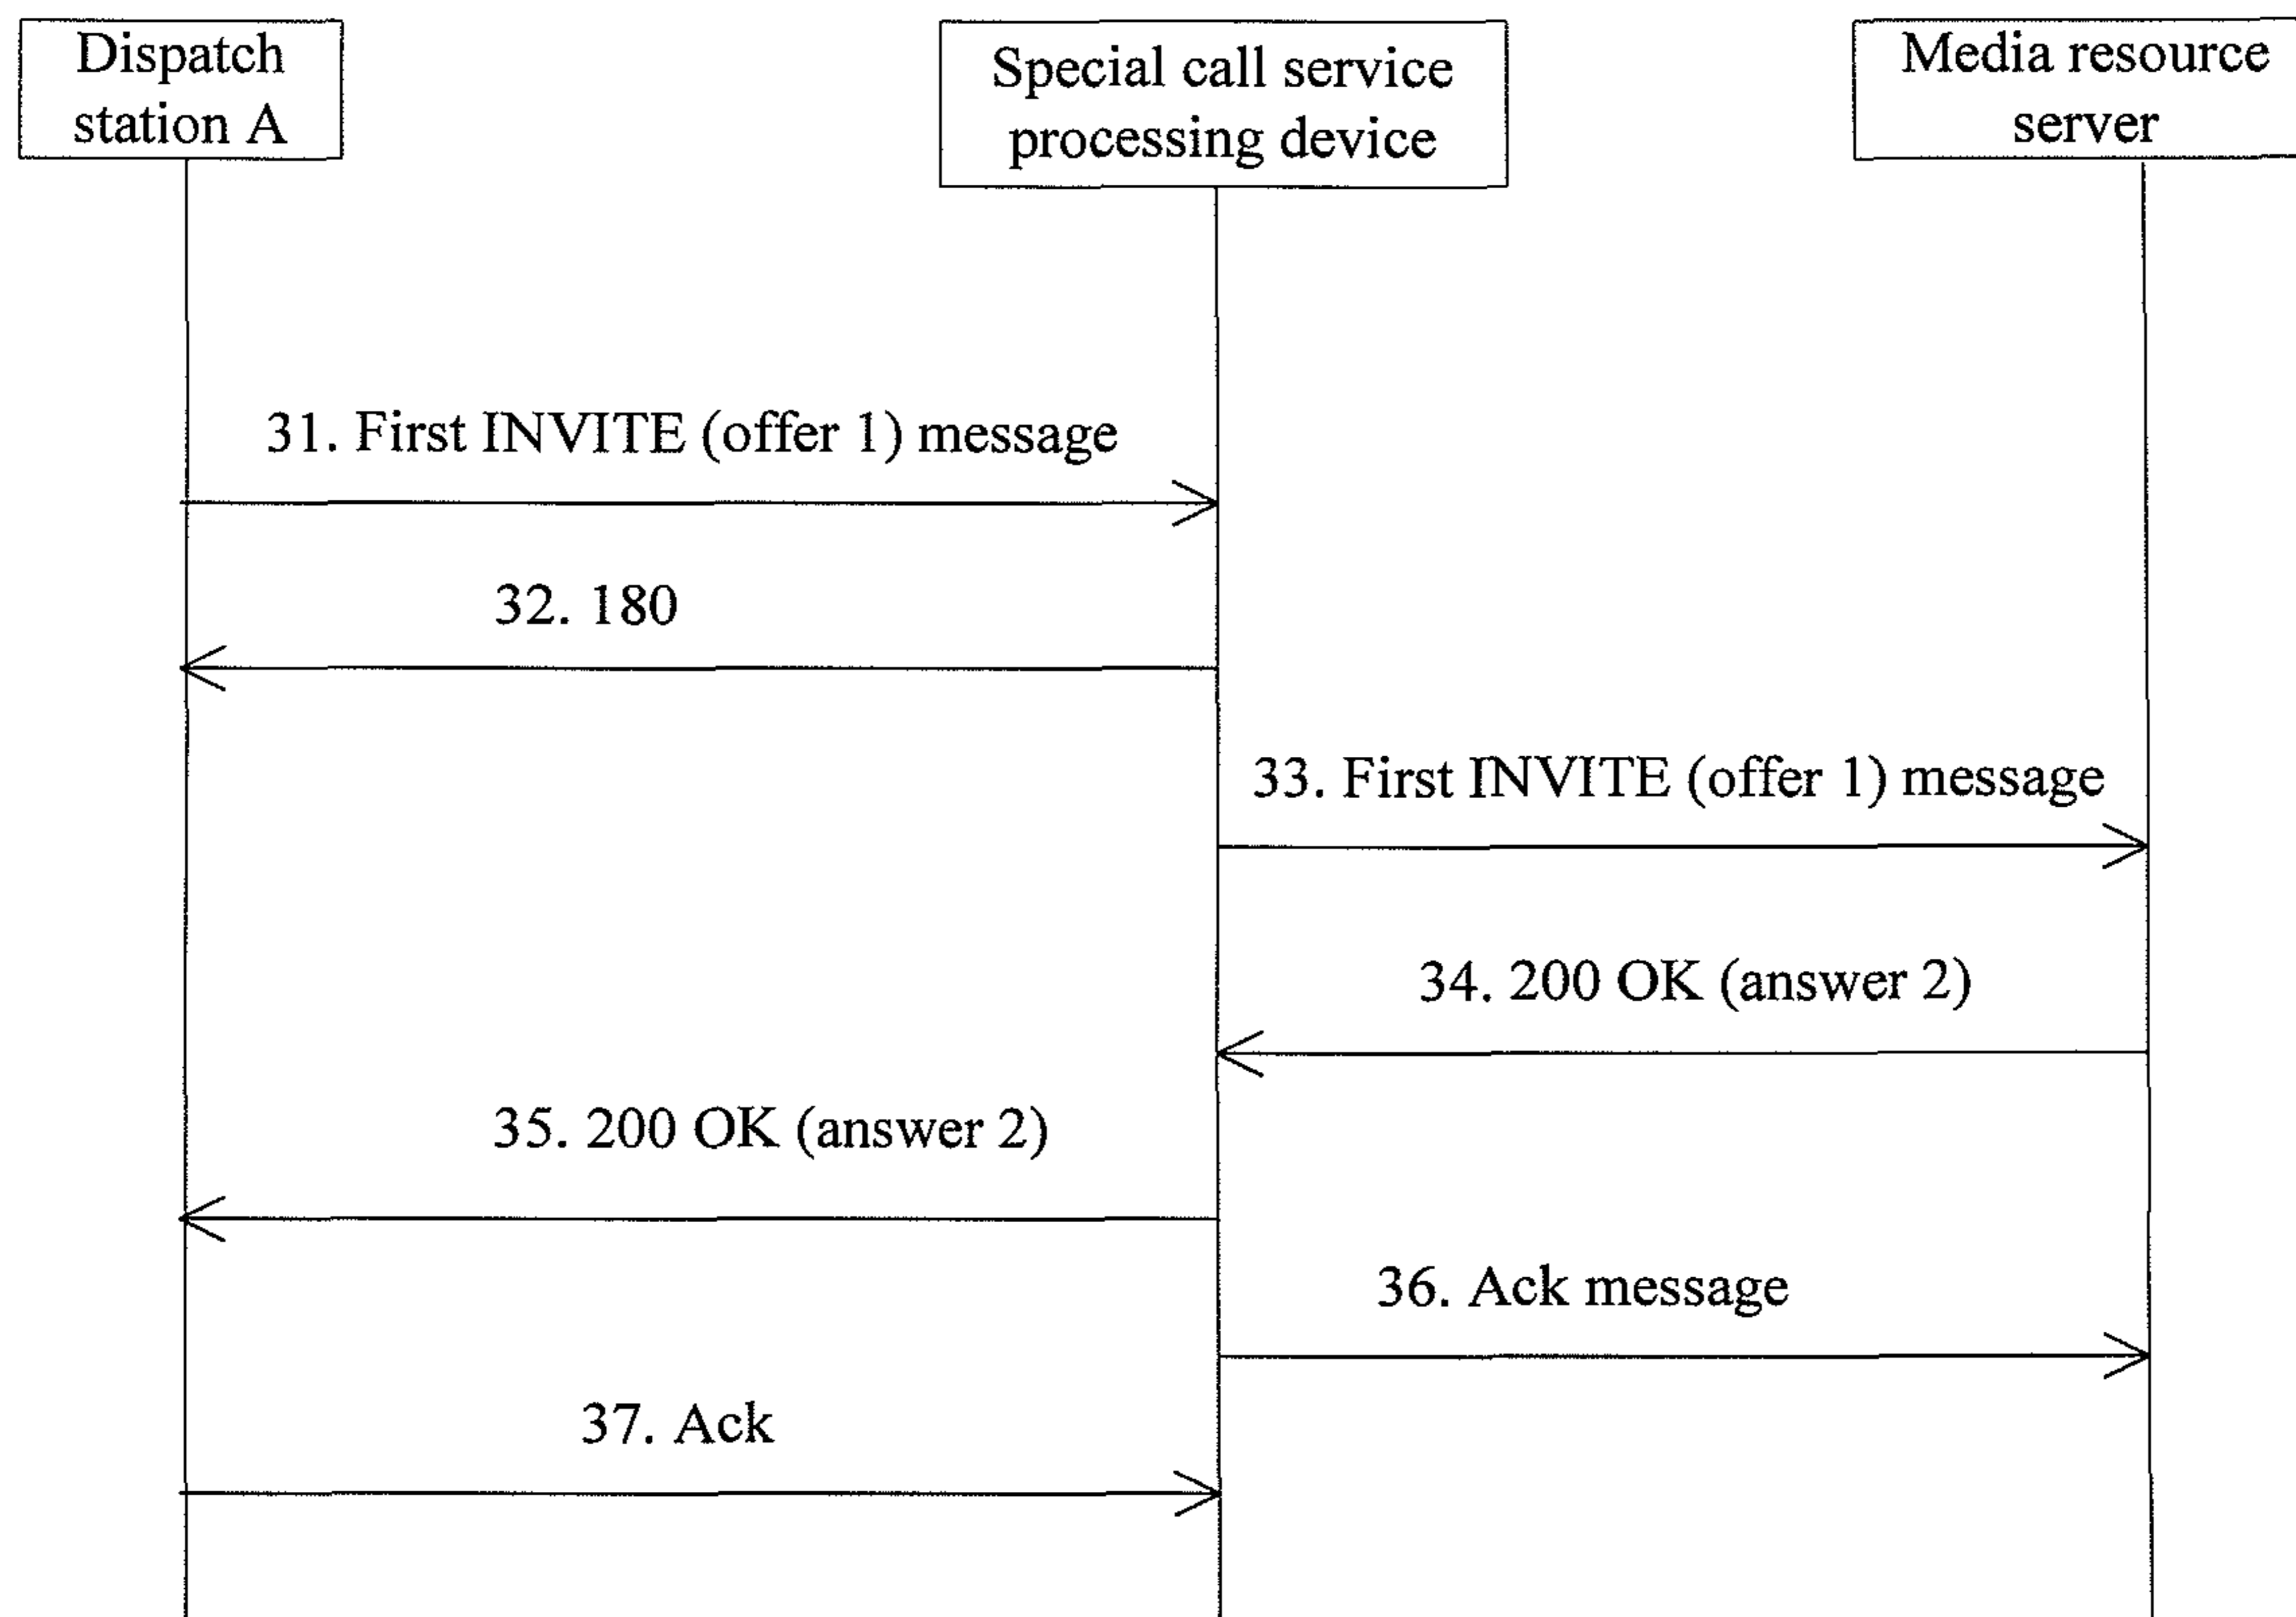 Dispatch
station A
Special call service
processing device
Media resource
server
31. First INVITE (offer 1) message
32. 180
33. First INVITE (offer 1) message
34. 200 OK (answer 2)
35. 200 OK (answer 2)
36. Ack message
37. Ack